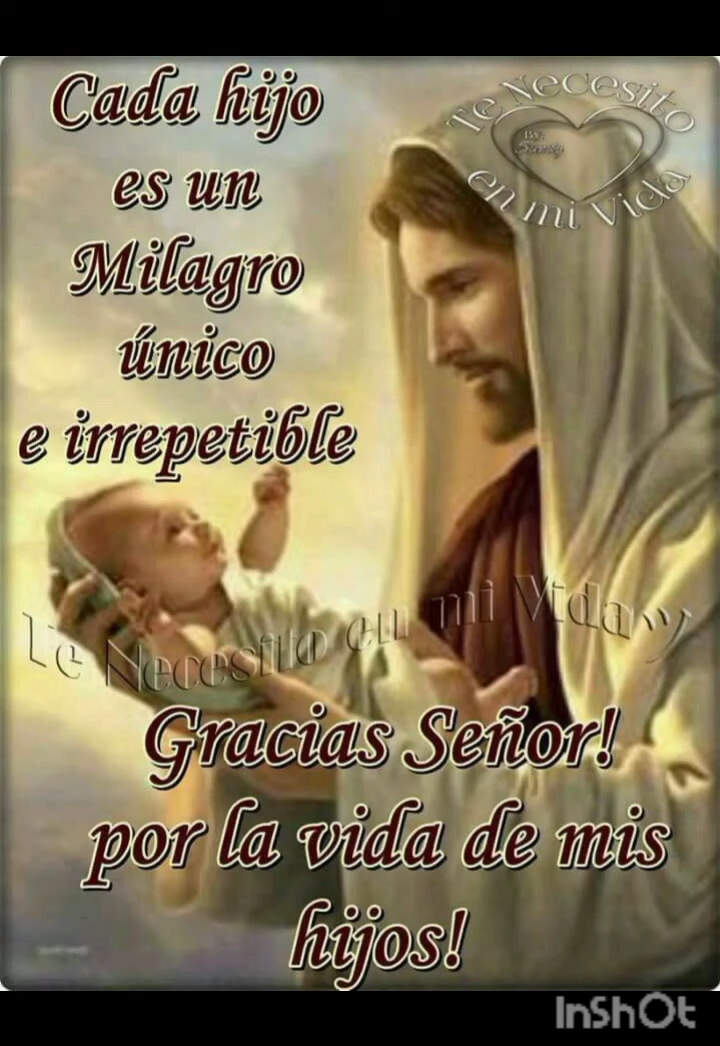 Cada hijo
es un
Milagro
único
e irrepetible
Te Necesito
By:
en mi Vida
Te Necesito en mi Vida
Gracias Señor!
por la vida de mis
hijos!
InShOt